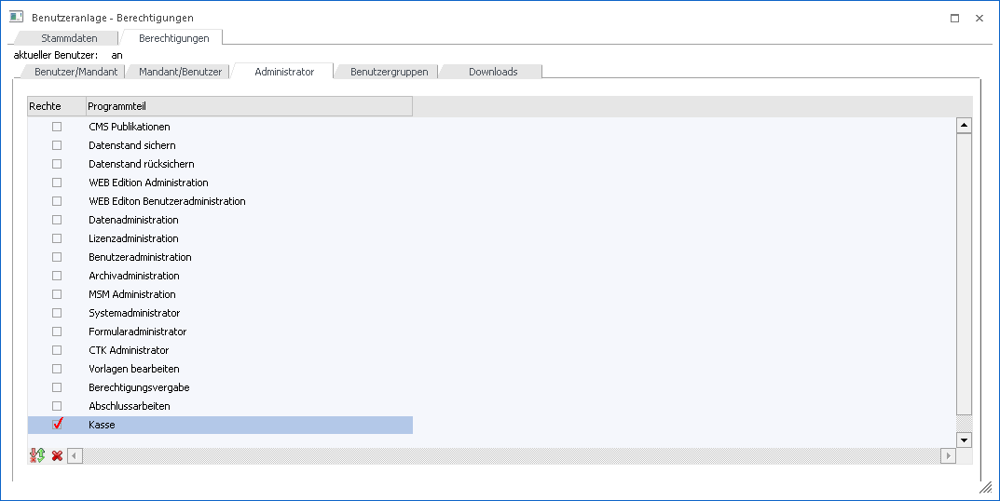 Benutzeranlage - Berechtigungen
Stammdaten Berechtigungen
aktueller Benutzer: an
Benutzer/Mandant Mandant/Benutzer Administrator Benutzergruppen Downloads
Rechte Programmteil
CMS Publikationen
Datenstand sichern
Datenstand rücksichern
WEB Edition Administration
WEB Editon Benutzeradministration
Datenadministration
Lizenzadministration
Benutzeradministration
Archivadministration
MSM Administration
Systemadministrator
Formularadministrator
CTK Administrator
Vorlagen bearbeiten
Berechtigungsvergabe
Abschlussarbeiten
Kasse